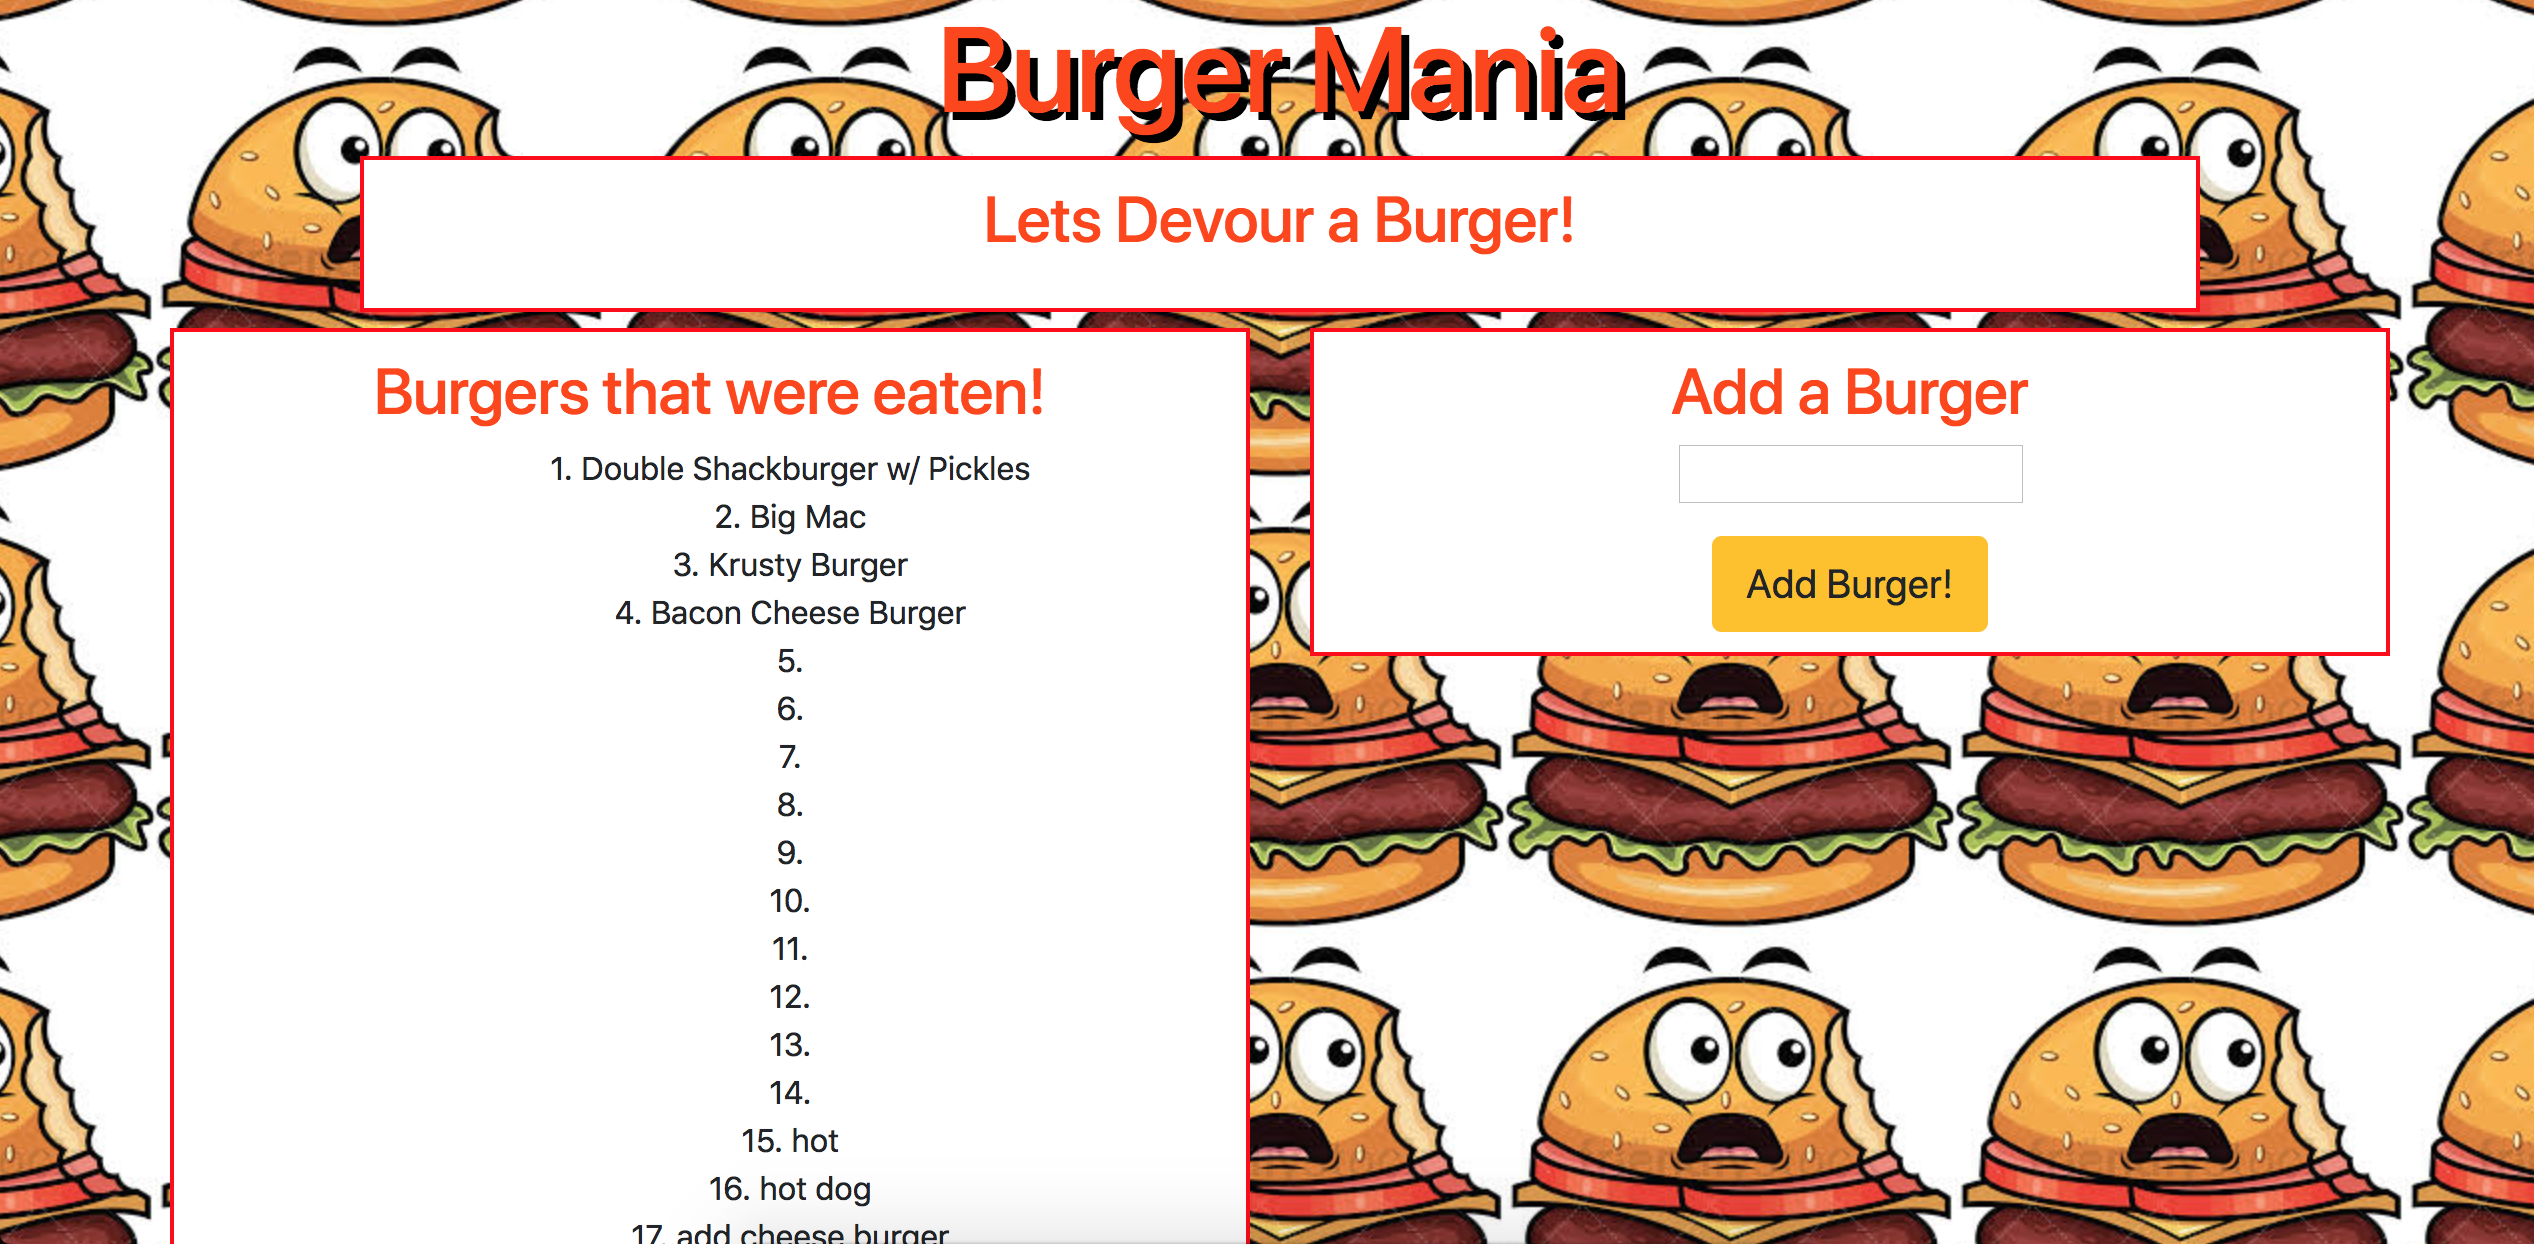 Burger Mania
Lets Devour a Burger!
Burgers that were eaten!
1. Double Shackburger w/ Pickles
2. Big Mac
3. Krusty Burger
4. Bacon Cheese Burger
5.
6.
7.
8.
9.
10.
11.
12.
13.
14.
15. hot
16. hot dog
17. add cheese burger
Add a Burger
Add Burger!